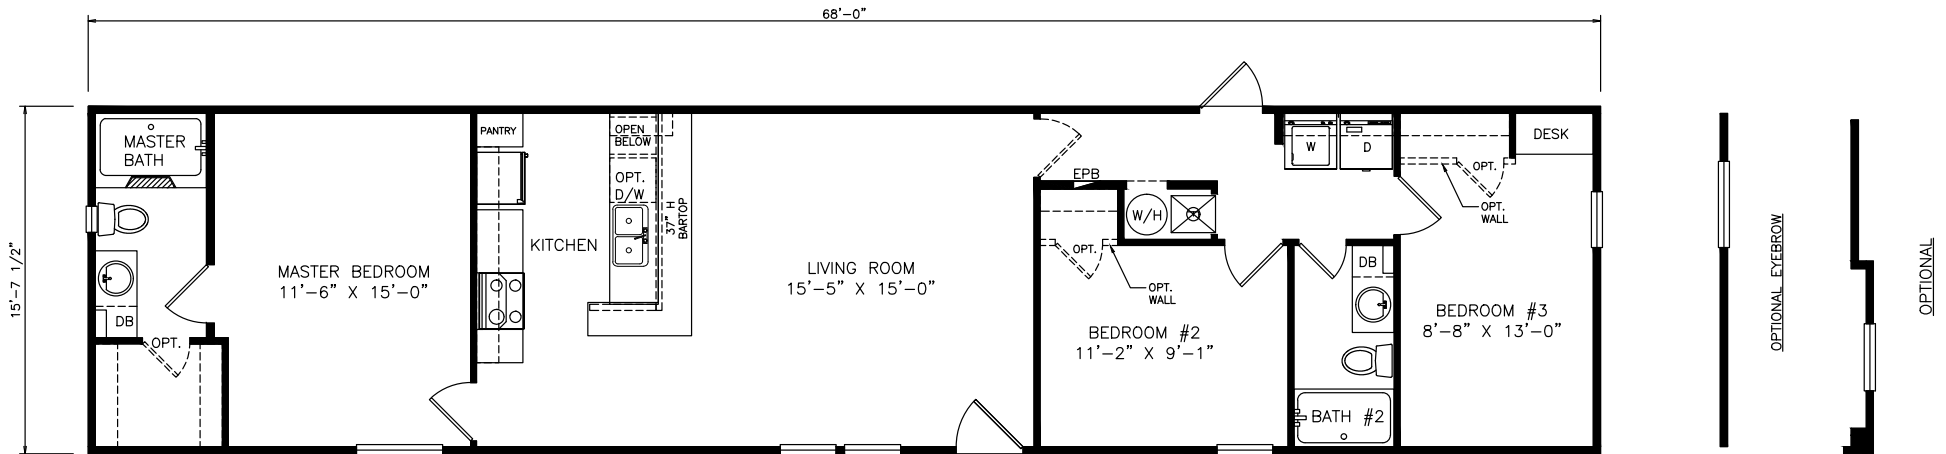 68'-0"
15'-7 1/2"
MASTER
BATH
DB
OPT.
MASTER BEDROOM
11'-6" X 15'-0"
PANTRY
KITCHEN
OPEN
BELOW
OPT.
D/W
37" H
BARTOP
LIVING ROOM
15'-5" X 15'-0"
EPB
W/H
OPT.
OPT.
WALL
BEDROOM #2
11'-2" X 9'-1"
W
D
DB
BATH #2
DESK
OPT.
OPT.
WALL
BEDROOM #3
8'-8" X 13'-0"
OPTIONAL EYEBROW
OPTIONAL